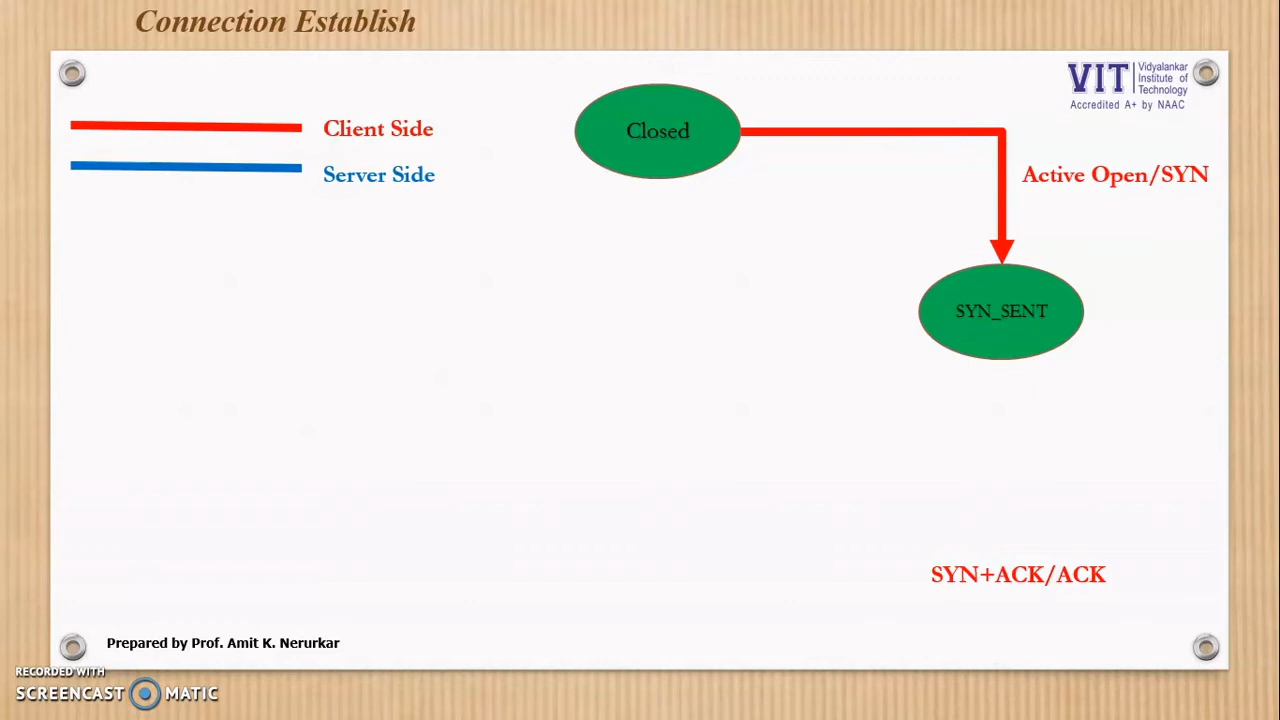 Connection Establish
VIT
Vidyalankar
Institute of
Technology
Accredited A+ by NAAC
Client Side
Closed
Server Side
Active Open/SYN
SYN_SENT
SYN+ACK/ACK
Prepared by Prof. Amit K. Nerurkar
RECORDED WITH
SCREENCAST MATIC